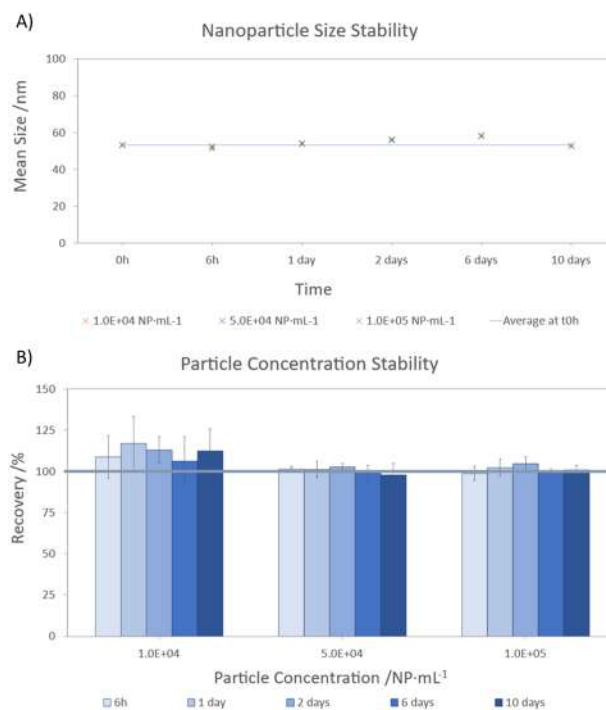 A)
Nanoparticle Size Stability
100
80
60
40
20
0
Mean Size /nm
0h 6h 1 day 2 days 6 days 10 days
Time
1.0E+04 NP·mL-1 5.0E+04 NP·mL-1 1.0E+05 NP·mL-1 Average at t0h
B)
Particle Concentration Stability
150
125
100
75
50
25
0
Recovery /%
1.0E+04 5.0E+04 1.0E+05
Particle Concentration /NP·mL⁻¹
6h 1 day 2 days 6 days 10 days